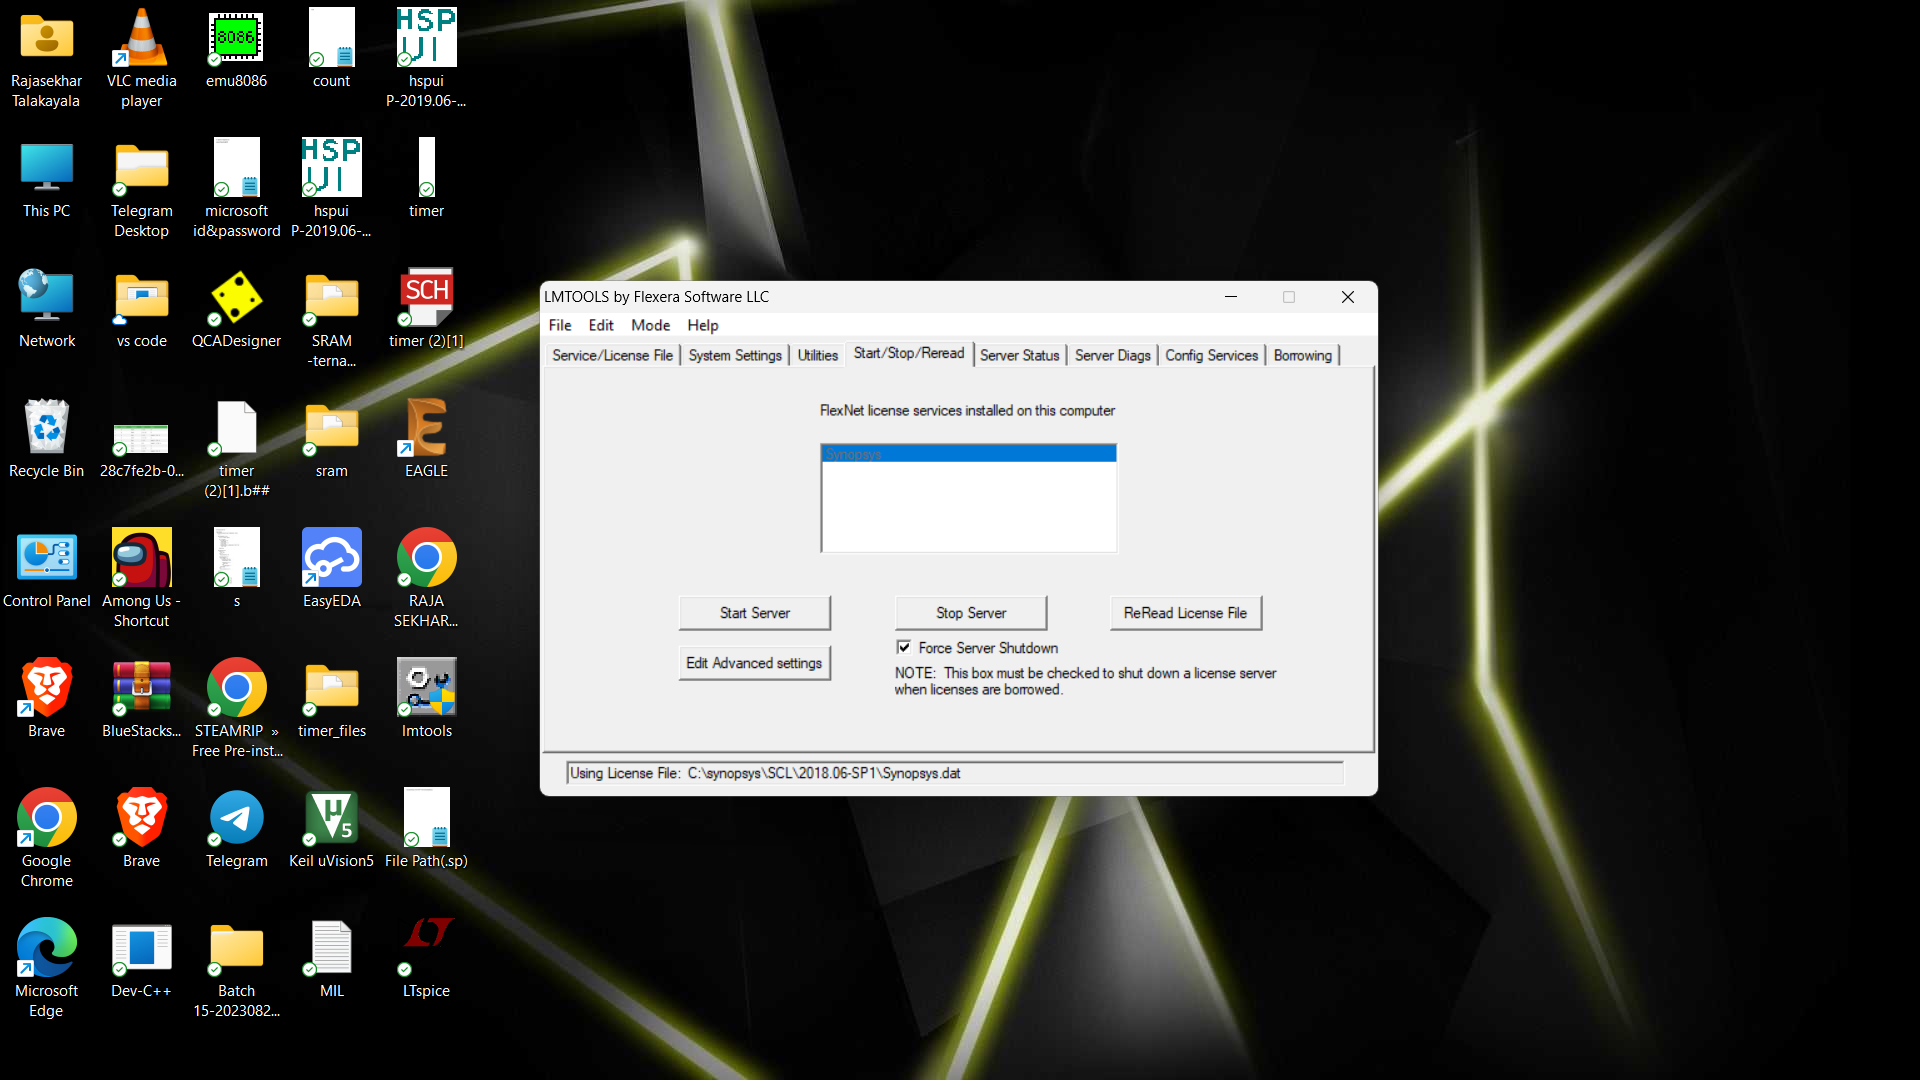 Rajasekhar
Talakayala
VLC media
player
8086
emu8086
count
HSP
UI
hspui
P-2019.06-...
This PC
Telegram
Desktop
microsoft
id&password
HSP
UI
hspui
P-2019.06-...
timer
Network
vs code
QCADesigner
SRAM
-terna...
SCH
timer (2)[1]
Recycle Bin
28c7fe2b-0...
timer
(2)[1].b##
sram
EAGLE
Control Panel
Among Us -
Shortcut
s
EasyEDA
RAJA
SEKHAR...
Brave
BlueStacks...
STEAMRIP »
Free Pre-inst...
timer_files
lmtools
Google
Chrome
Brave
Telegram
µ5
Keil uVision5
File Path(.sp)
Microsoft
Edge
Dev-C++
Batch
15-2023082...
MIL
LTspice
LMTOOLS by Flexera Software LLC
File Edit Mode Help
Service/License File System Settings Utilities Start/Stop/Reread Server Status Server Diags Config Services Borrowing
FlexNet license services installed on this computer
Synopsys
Start Server Stop Server ReRead License File
Edit Advanced settings Force Server Shutdown
NOTE: This box must be checked to shut down a license server
when licenses are borrowed.
Using License File: C:\synopsys\SCL\2018.06-SP1\Synopsys.dat